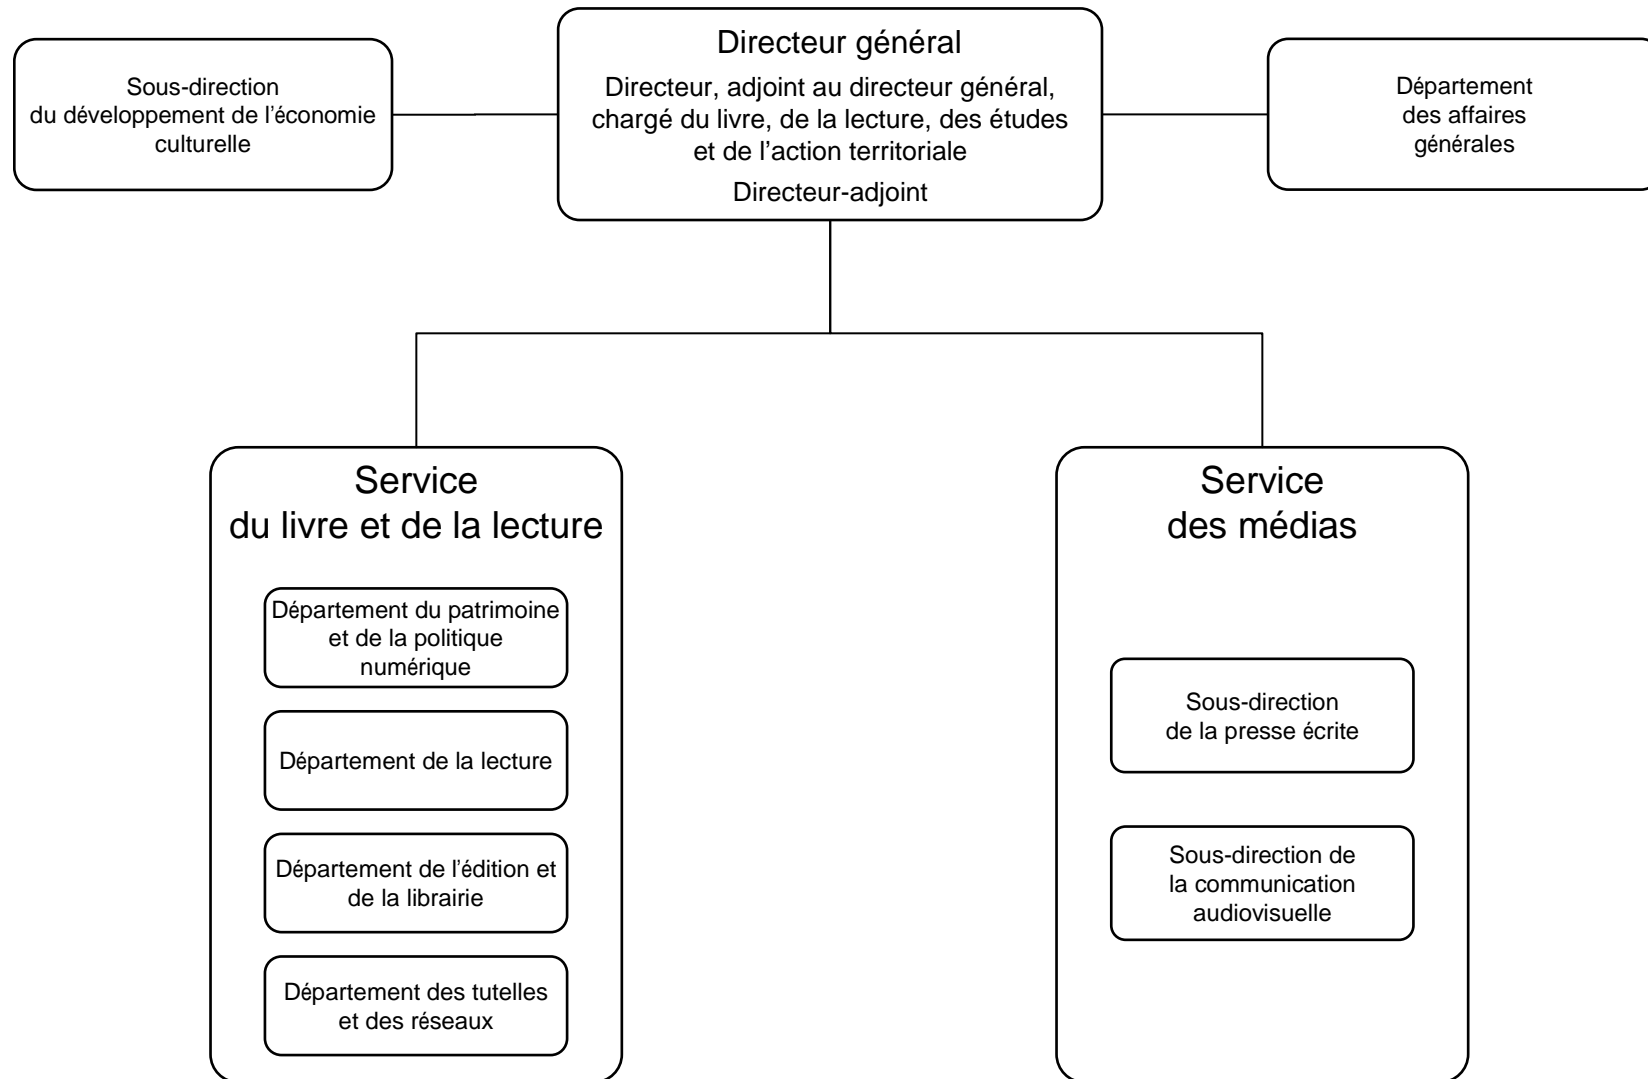 Sous-direction
du développement de l'économie
culturelle
Directeur général
Directeur, adjoint au directeur général,
chargé du livre, de la lecture, des études
et de l'action territoriale
Directeur-adjoint
Département
des affaires
générales
Service
du livre et de la lecture
Département du patrimoine
et de la politique
numérique
Département de la lecture
Département de l'édition et
de la librairie
Département des tutelles
et des réseaux
Service
des médias
Sous-direction
de la presse écrite
Sous-direction de
la communication
audiovisuelle